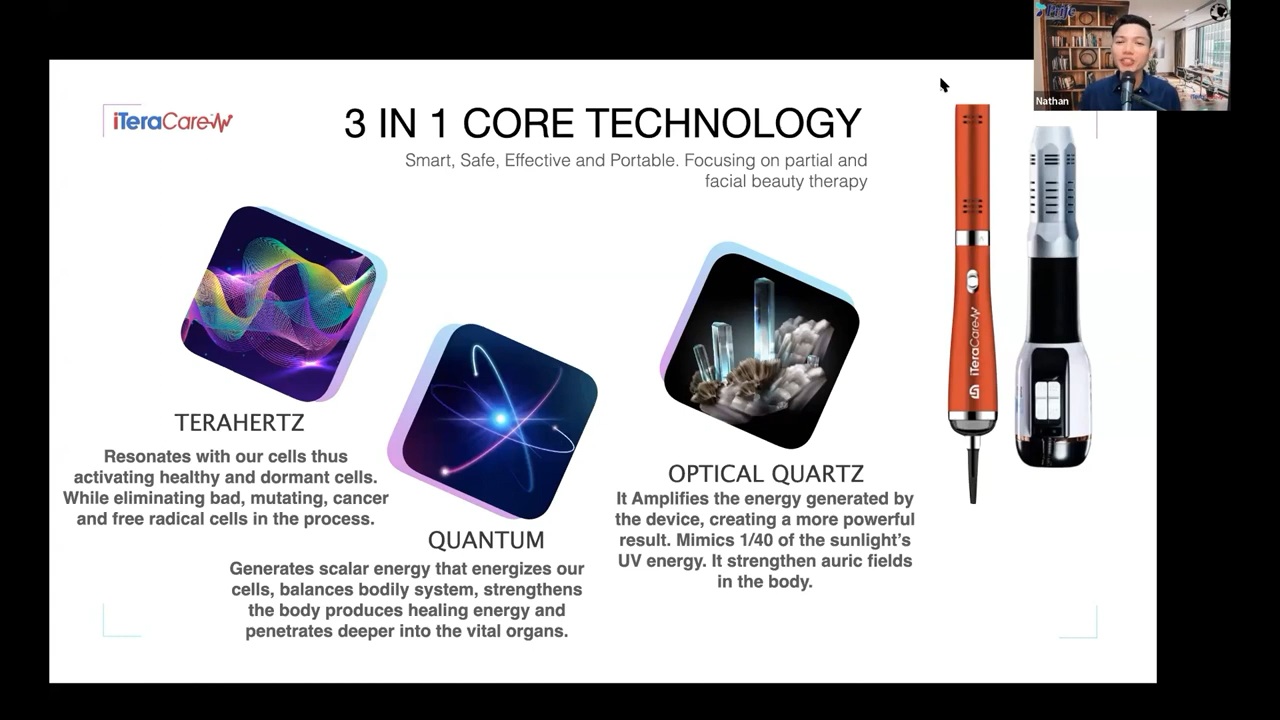 iTeraCare
3 IN 1 CORE TECHNOLOGY
Smart, Safe, Effective and Portable. Focusing on partial and
facial beauty therapy
TERAHERTZ
Resonates with our cells thus
activating healthy and dormant cells.
While eliminating bad, mutating, cancer
and free radical cells in the process.
QUANTUM
Generates scalar energy that energizes our
cells, balances bodily system, strengthens
the body produces healing energy and
penetrates deeper into the vital organs.
OPTICAL QUARTZ
It Amplifies the energy generated by
the device, creating a more powerful
result. Mimics 1/40 of the sunlight's
UV energy. It strengthen auric fields
in the body.
iTeraCare
Nathan